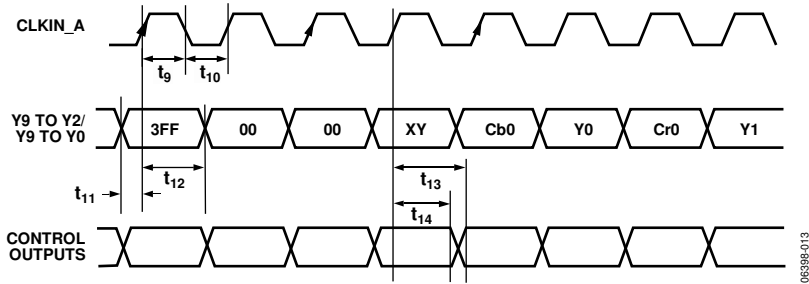 CLKIN_A
t9
t10
Y9 TO Y2/
Y9 TO Y0
3FF
00
00
XY
Cb0
Y0
Cr0
Y1
t11
t12
t13
t14
CONTROL
OUTPUTS
06398-013